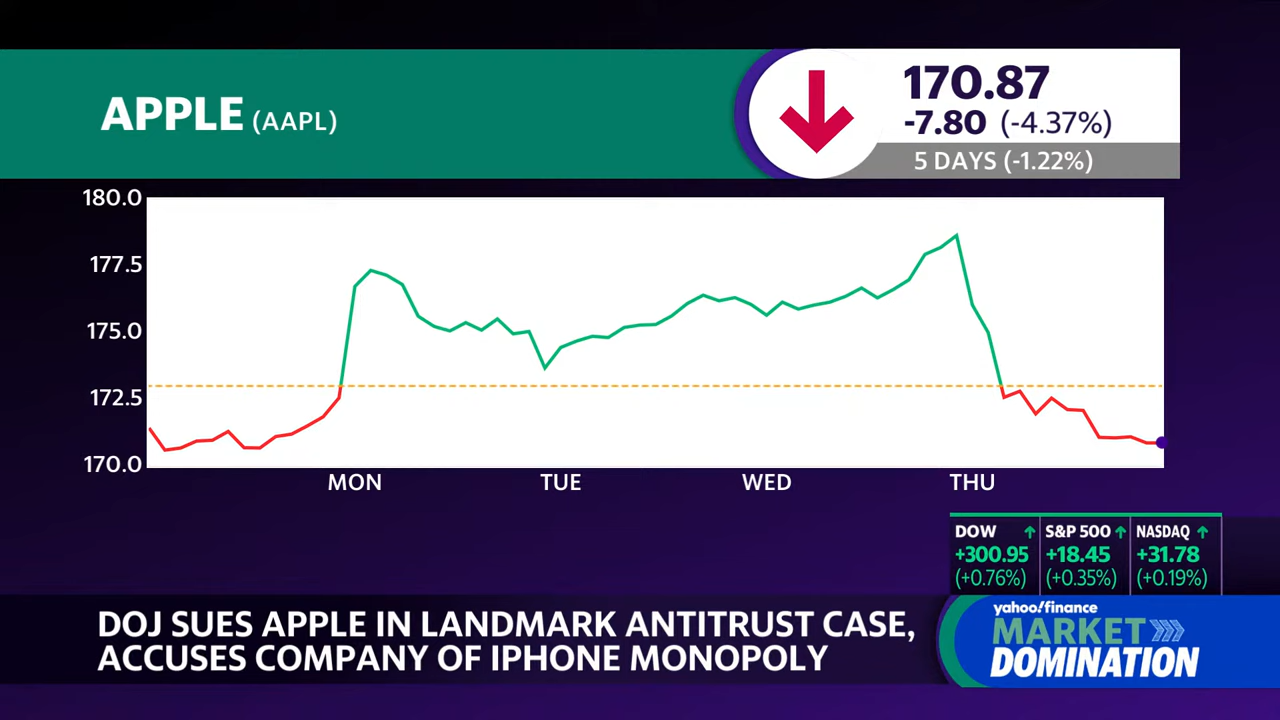 APPLE (AAPL)
170.87
-7.80 (-4.37%)
5 DAYS (-1.22%)
180.0
177.5
175.0
172.5
170.0
MON TUE WED THU
DOW S&P 500 NASDAQ
+300.95 +18.45 +31.78
(+0.76%) (+0.35%) (+0.19%)
DOJ SUES APPLE IN LANDMARK ANTITRUST CASE,
ACCUSES COMPANY OF IPHONE MONOPOLY
yahoo!finance
MARKET
DOMINATION